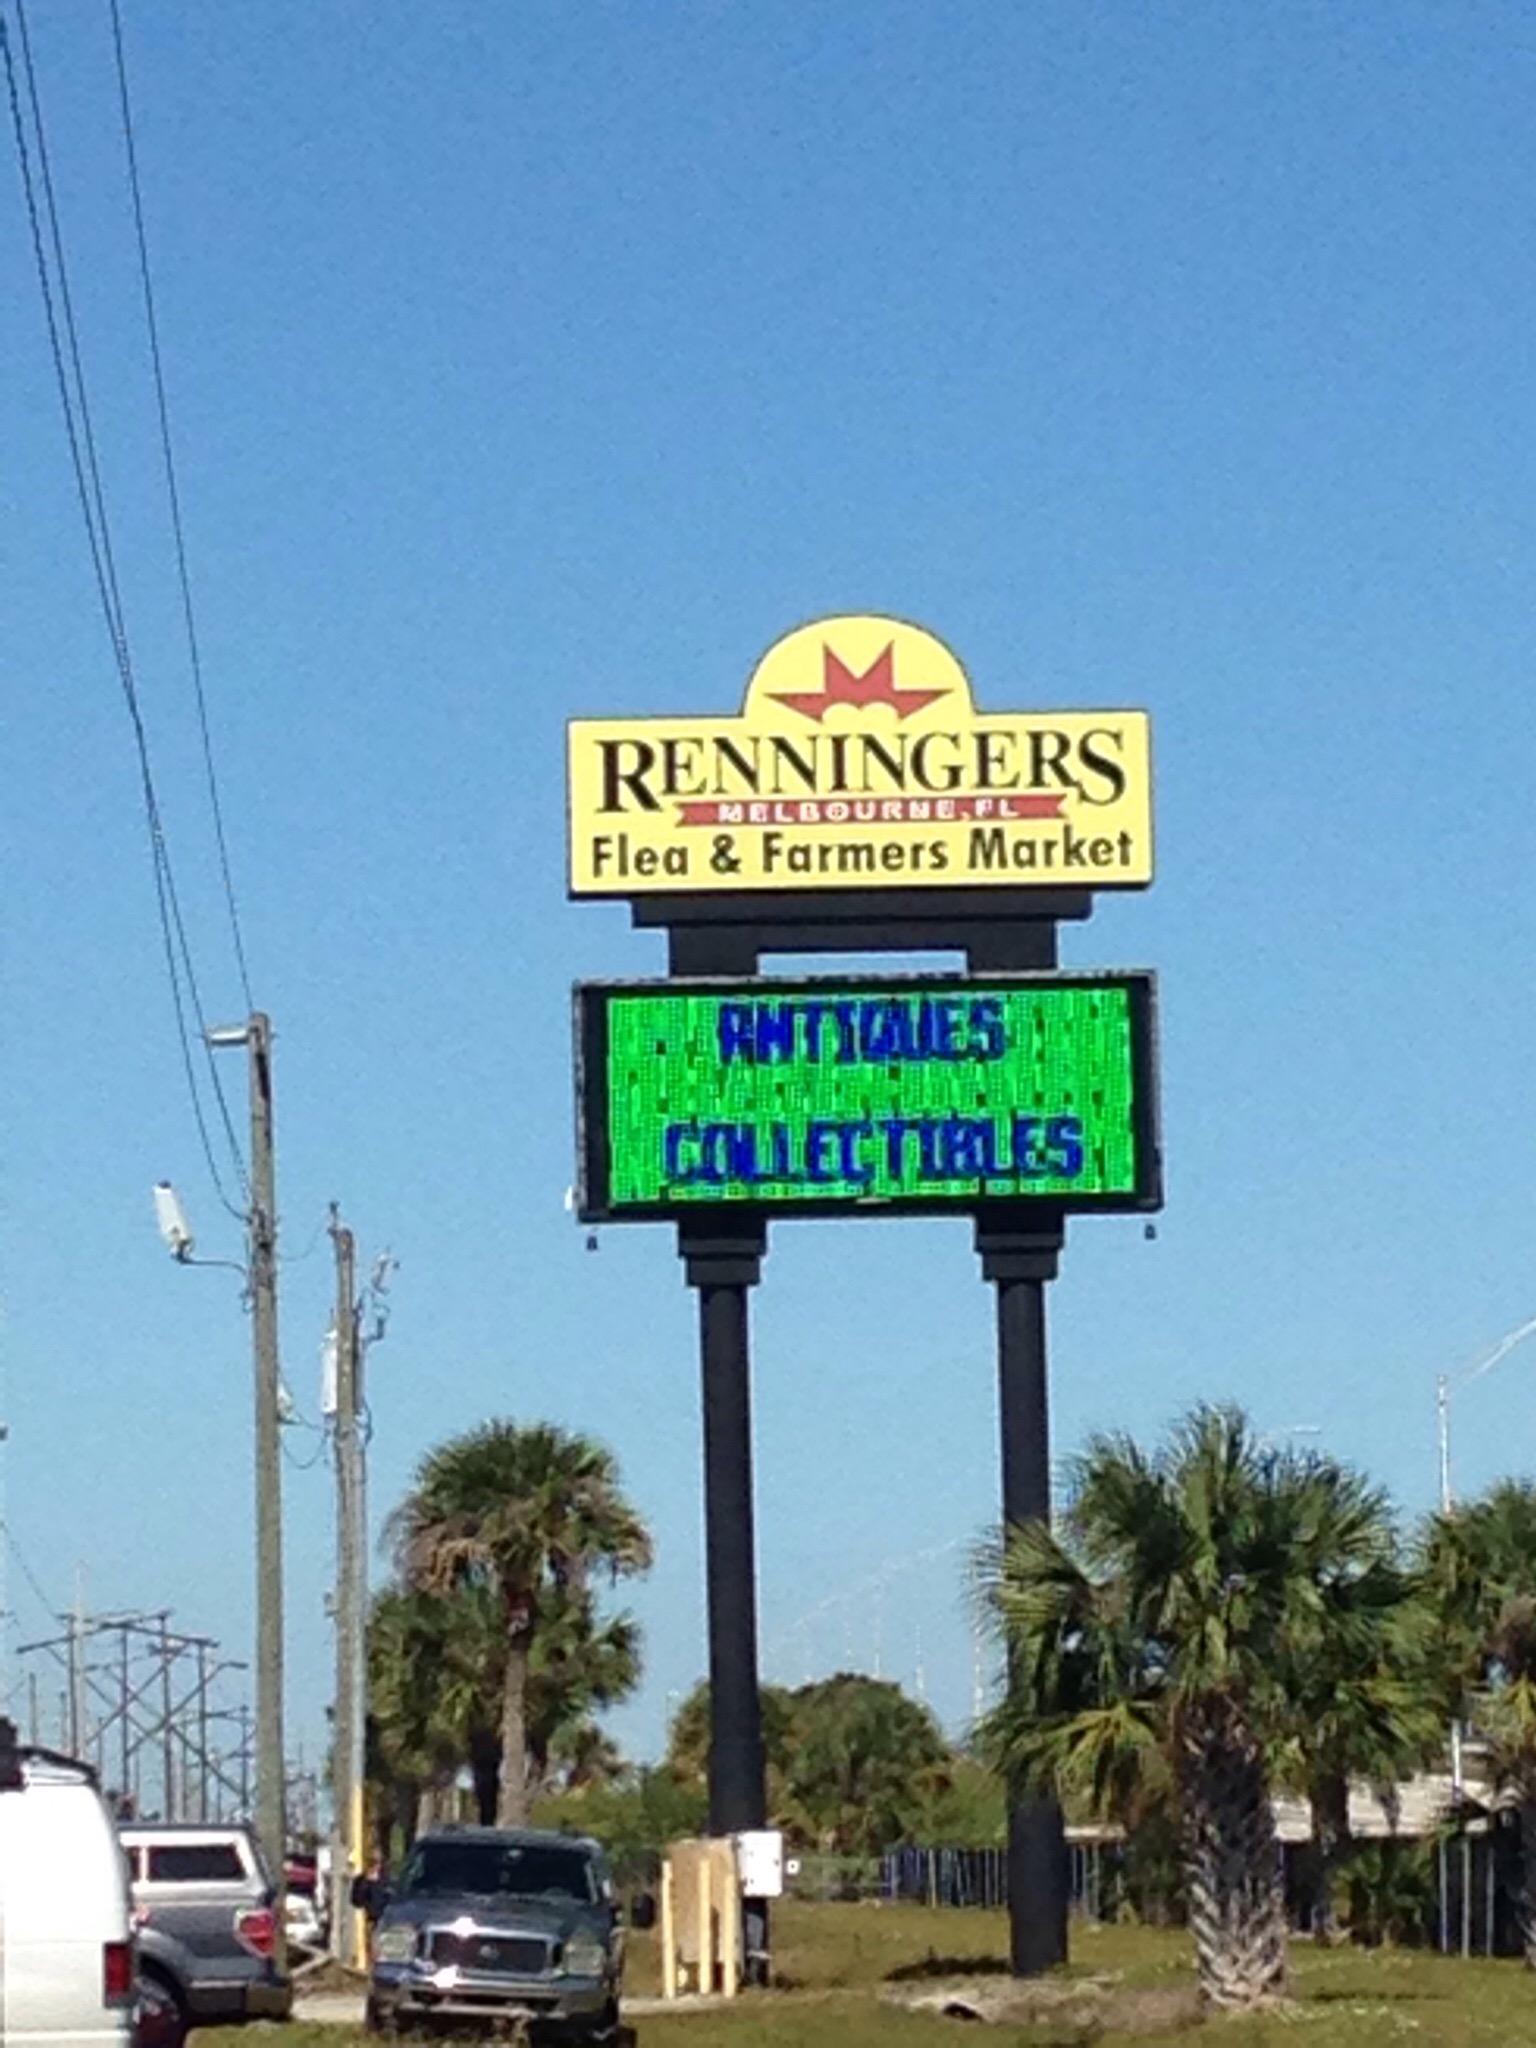 RENNINGERS
MELBOURNE, FL
Flea & Farmers Market
ANTIQUES
COLLECTIBLES